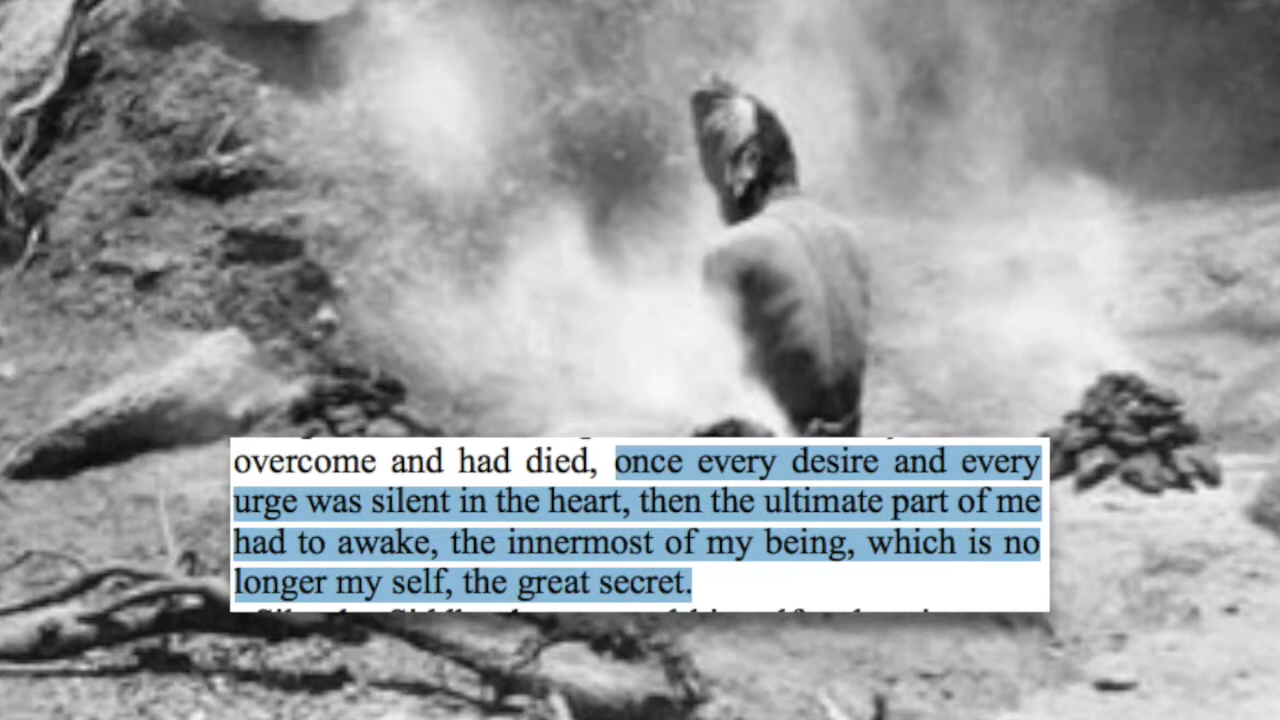 overcome and had died, once every desire and every
urge was silent in the heart, then the ultimate part of me
had to awake, the innermost of my being, which is no
longer my self, the great secret.